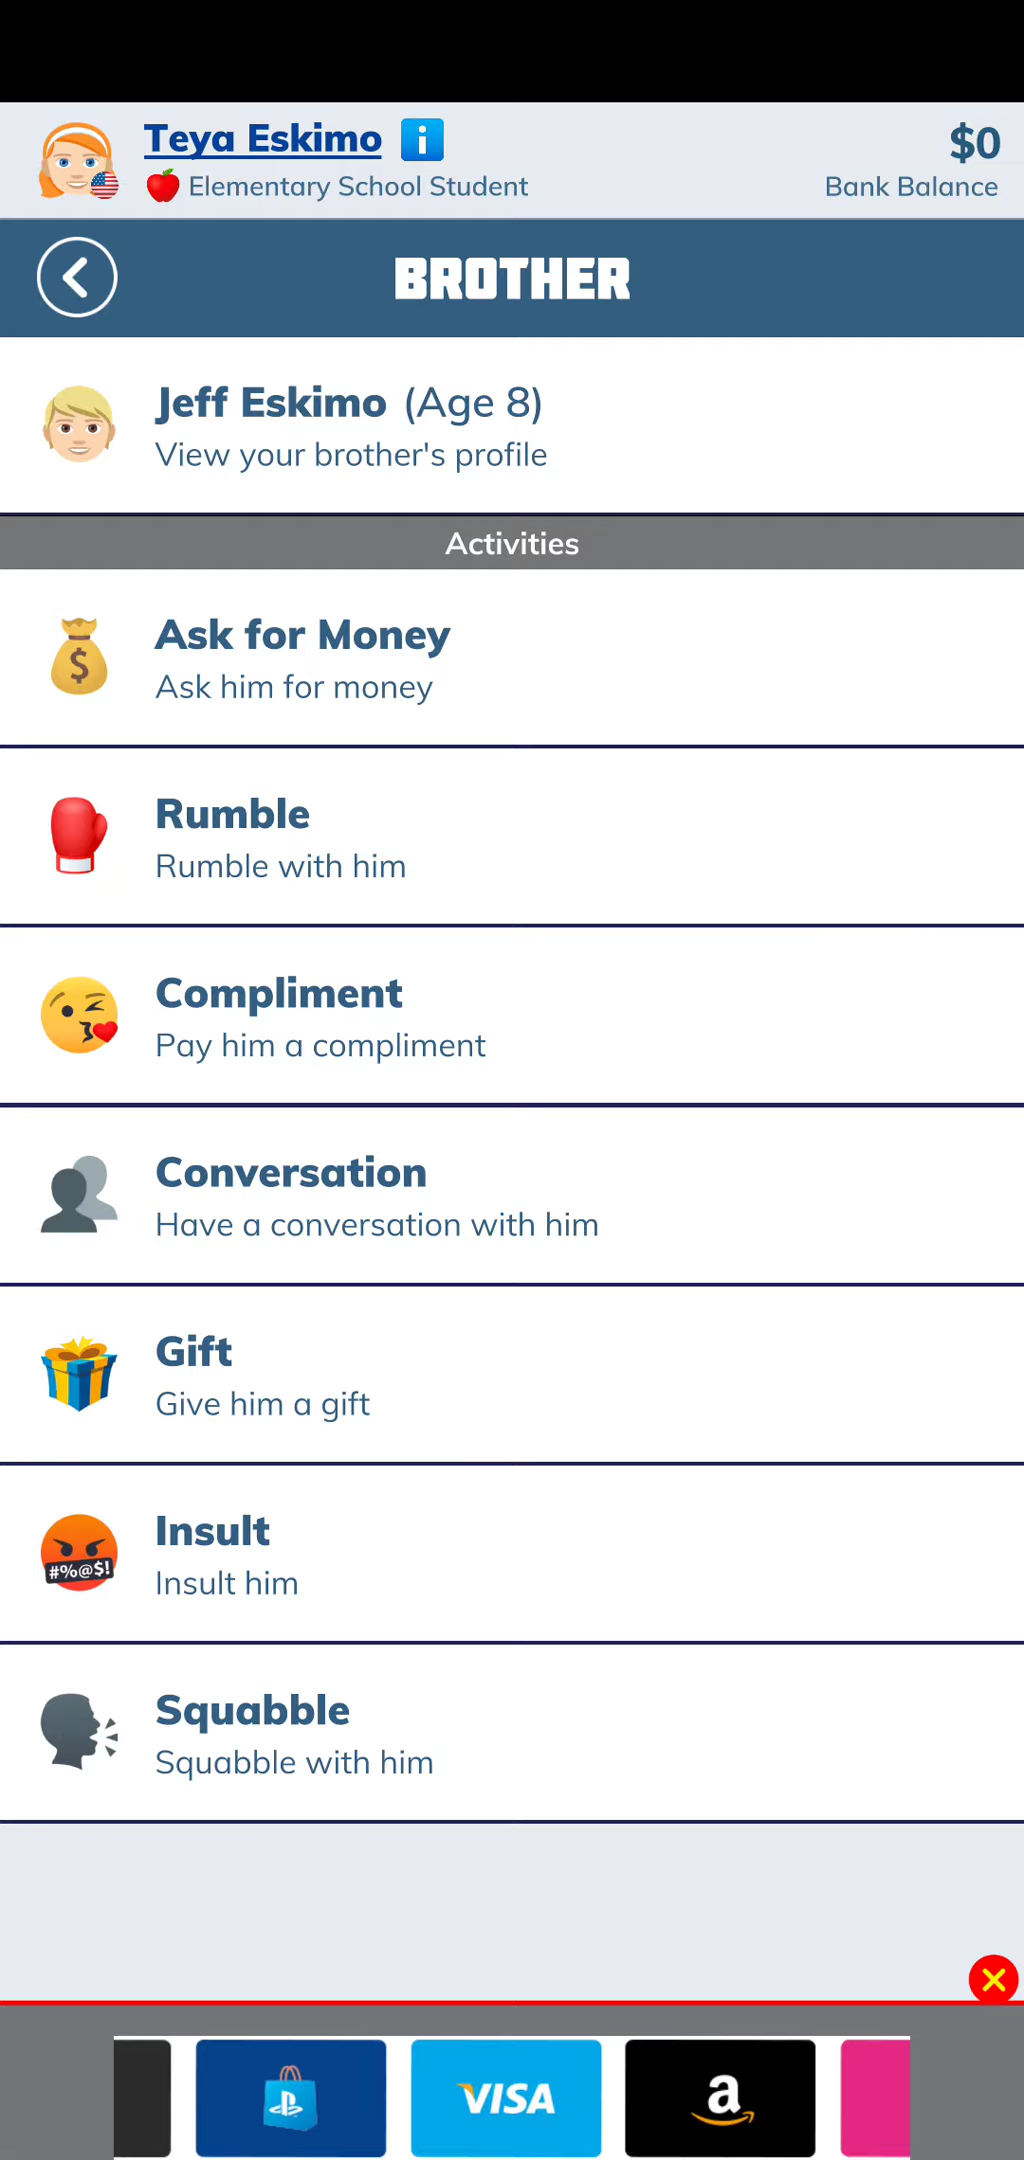 Teya Eskimo
Elementary School Student
$0
Bank Balance
BROTHER
Jeff Eskimo (Age 8)
View your brother's profile
Activities
Ask for Money
Ask him for money
Rumble
Rumble with him
Compliment
Pay him a compliment
Conversation
Have a conversation with him
Gift
Give him a gift
#%@$!
Insult
Insult him
Squabble
Squabble with him
VISA
a